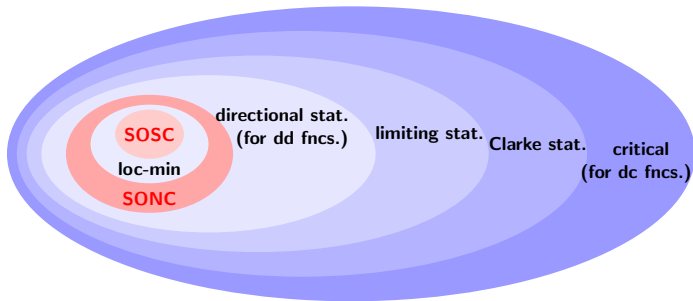 SOSC
loc-min
SONC
directional stat.
(for dd fncs.)
limiting stat.
Clarke stat.
critical
(for dc fncs.)